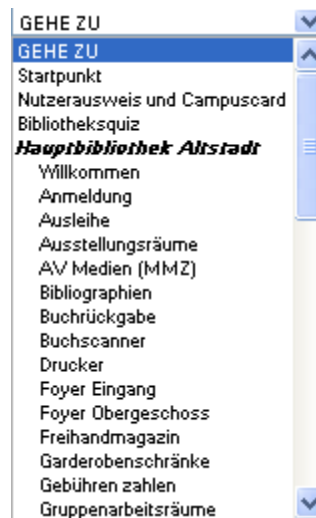 GEHE ZU
GEHE ZU
Startpunkt
Nutzerausweis und Campuscard
Bibliotheksquiz
Hauptbibliothek Altstadt
Willkommen
Anmeldung
Ausleihe
Ausstellungsräume
AV Medien (MMZ)
Bibliographien
Buchrückgabe
Buchscanner
Drucker
Foyer Eingang
Foyer Obergeschoss
Freihandmagazin
Garderobenschränke
Gebühren zahlen
Gruppenarbeitsräume